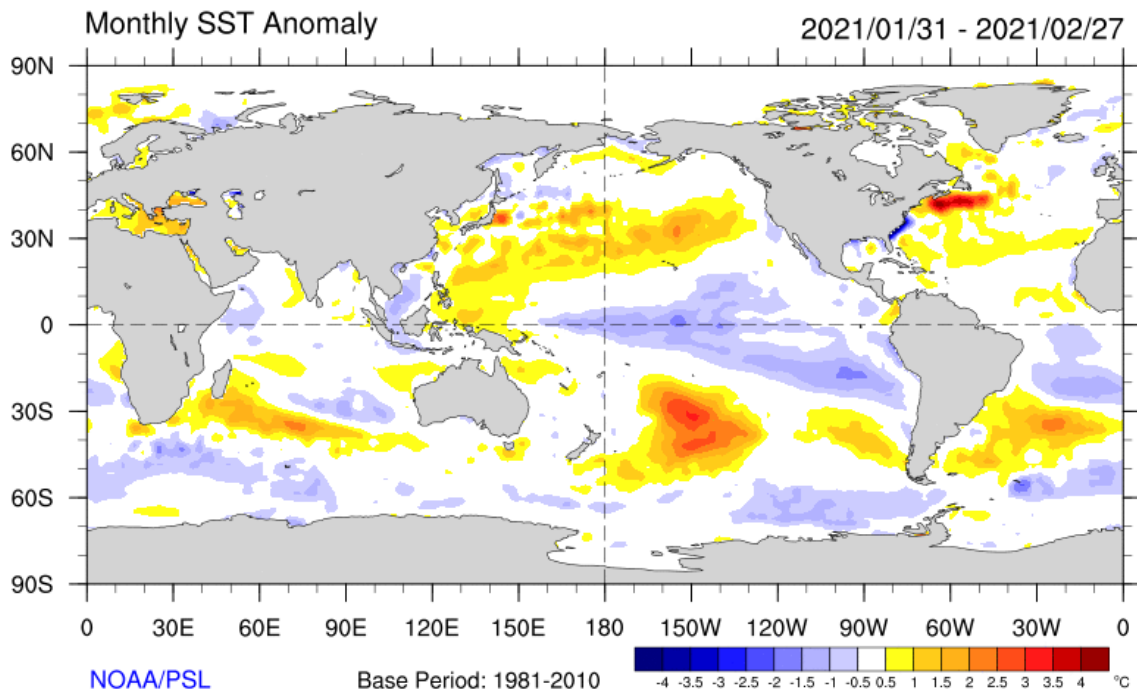 Monthly SST Anomaly 2021/01/31 - 2021/02/27
90N
60N
30N
0
30S
60S
90S
0 30E 60E 90E 120E 150E 180 150W 120W 90W 60W 30W 0
NOAA/PSL Base Period: 1981-2010
-4 -3.5 -3 -2.5 -2 -1.5 -1 -0.5 0.5 1 1.5 2 2.5 3 3.5 4 °C